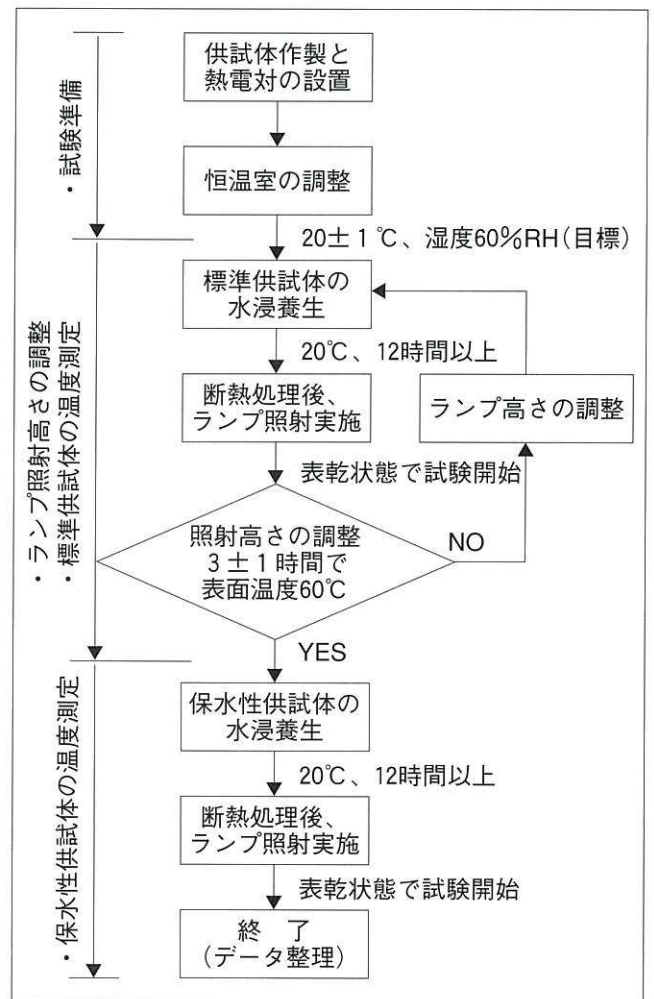 供試体作製と
熱電対の設置
・試験準備
恒温室の調整
20±1℃、湿度60%RH(目標)
標準供試体の
水浸養生
20℃、12時間以上
断熱処理後、
ランプ照射実施
ランプ高さの調整
表乾状態で試験開始
・ランプ照射高さの調整
・標準供試体の温度測定
照射高さの調整
3±1時間で
表面温度60℃
NO
YES
保水性供試体の
水浸養生
・保水性供試体の温度測定
20℃、12時間以上
断熱処理後、
ランプ照射実施
表乾状態で試験開始
終 了
(データ整理)